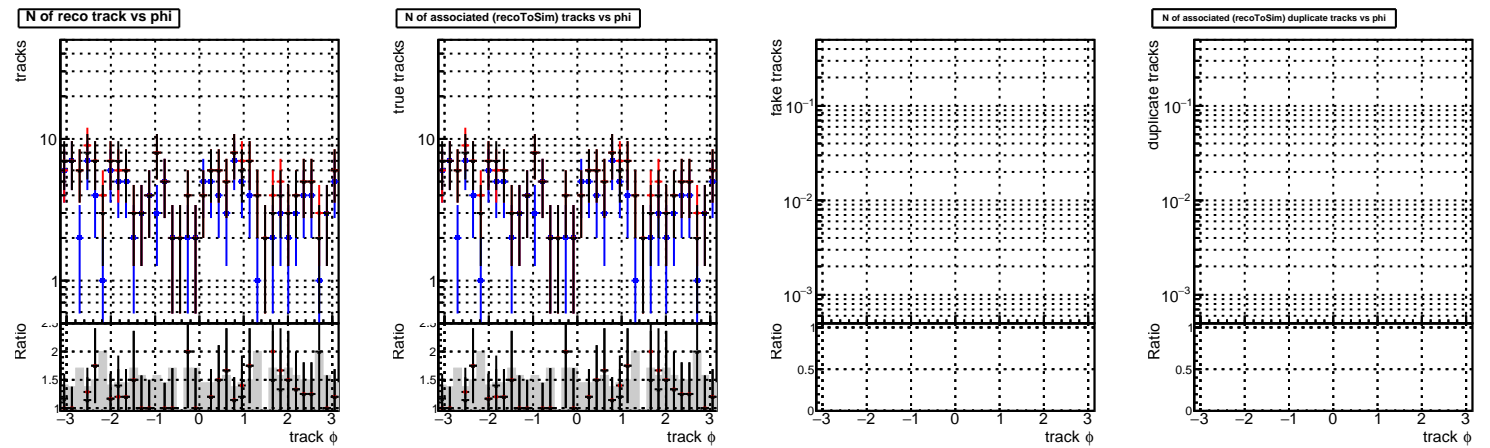 N of reco track vs phi
tracks
10
1
Ratio
2.5
2
1.5
1
−3 −2 −1 0 1 2 3
track ϕ
N of associated (recoToSim) tracks vs phi
true tracks
10
1
Ratio
2.5
2
1.5
1
−3 −2 −1 0 1 2 3
track ϕ
fake tracks
10−1
10−2
10−3
Ratio
1
0.5
0
−3 −2 −1 0 1 2 3
track ϕ
N of associated (recoToSim) duplicate tracks vs phi
duplicate tracks
10−1
10−2
10−3
Ratio
1
0.5
0
−3 −2 −1 0 1 2 3
track ϕ